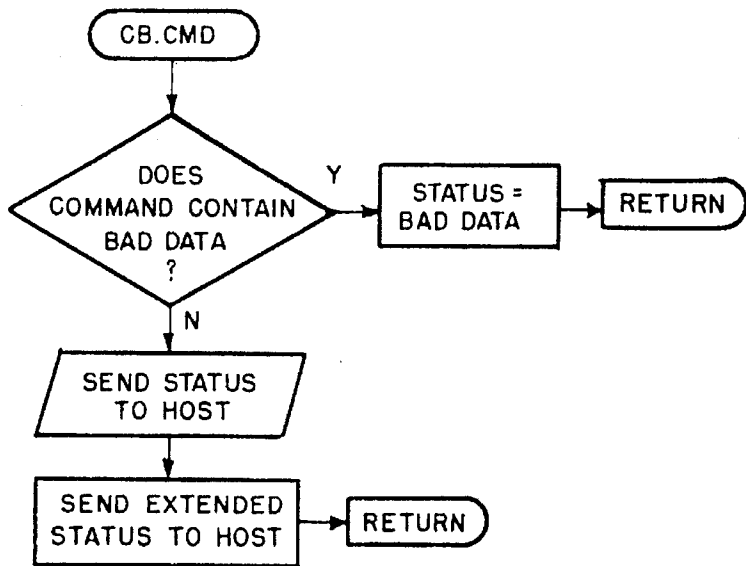 CB.CMD
DOES
COMMAND CONTAIN
BAD DATA
?
Y
STATUS =
BAD DATA
RETURN
N
SEND STATUS
TO HOST
SEND EXTENDED
STATUS TO HOST
RETURN